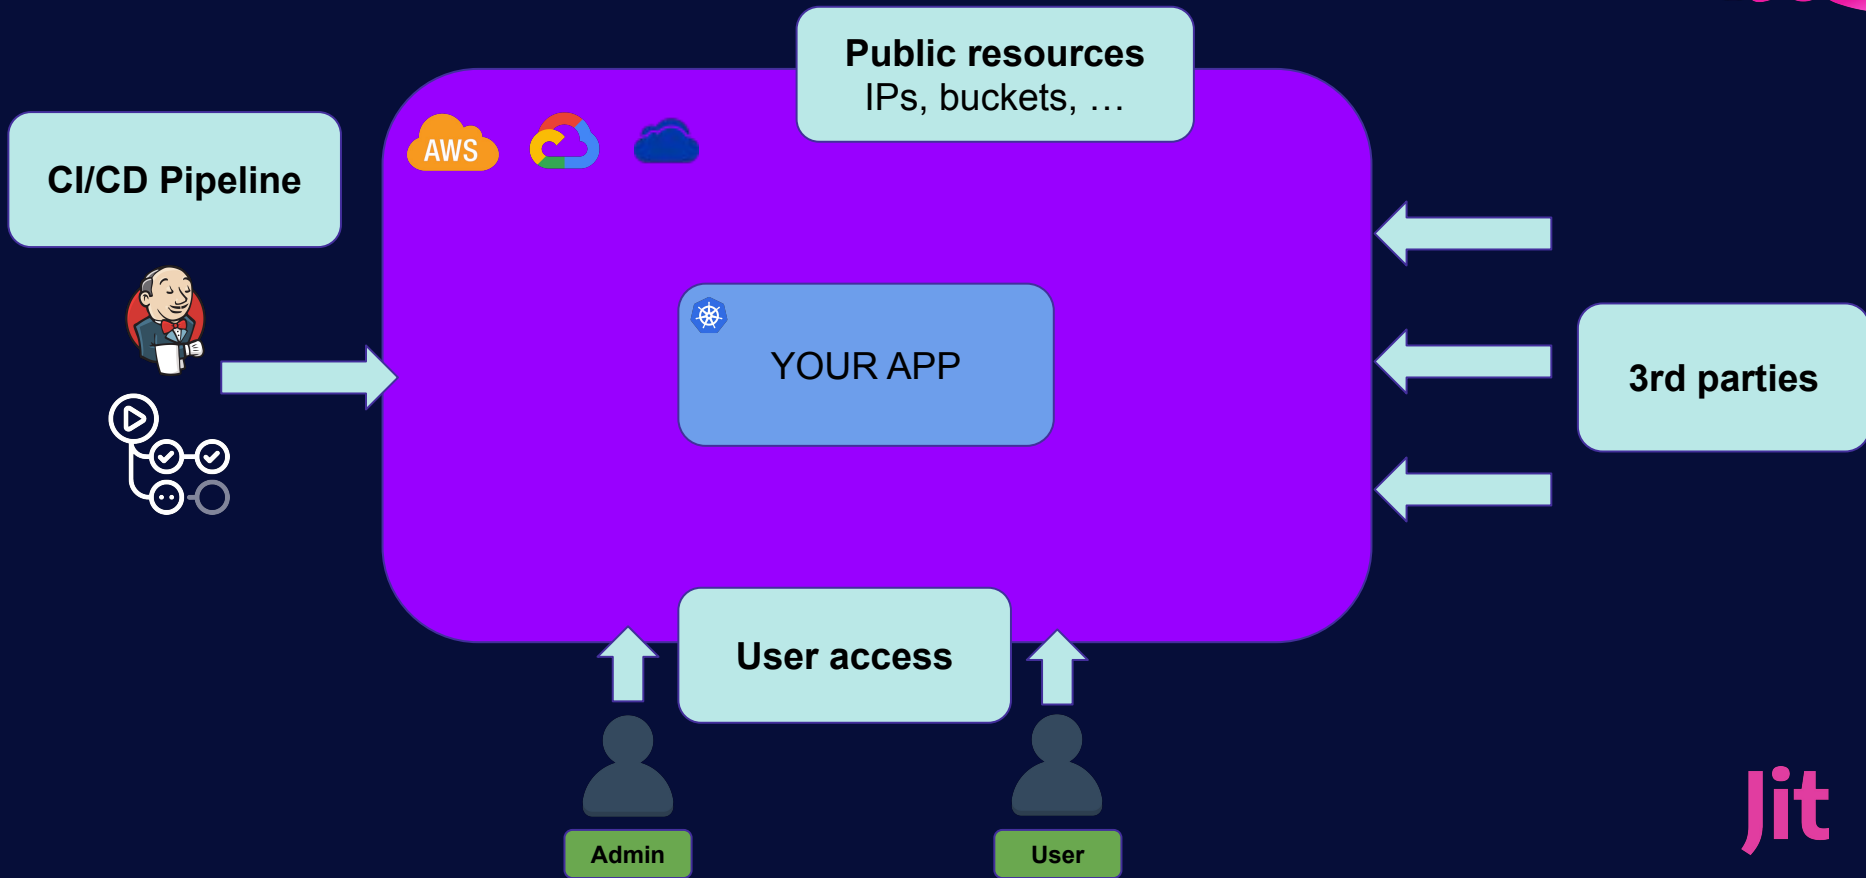 Public resources
IPs, buckets, …
AWS
CI/CD Pipeline
YOUR APP
3rd parties
User access
Admin
User
Jit